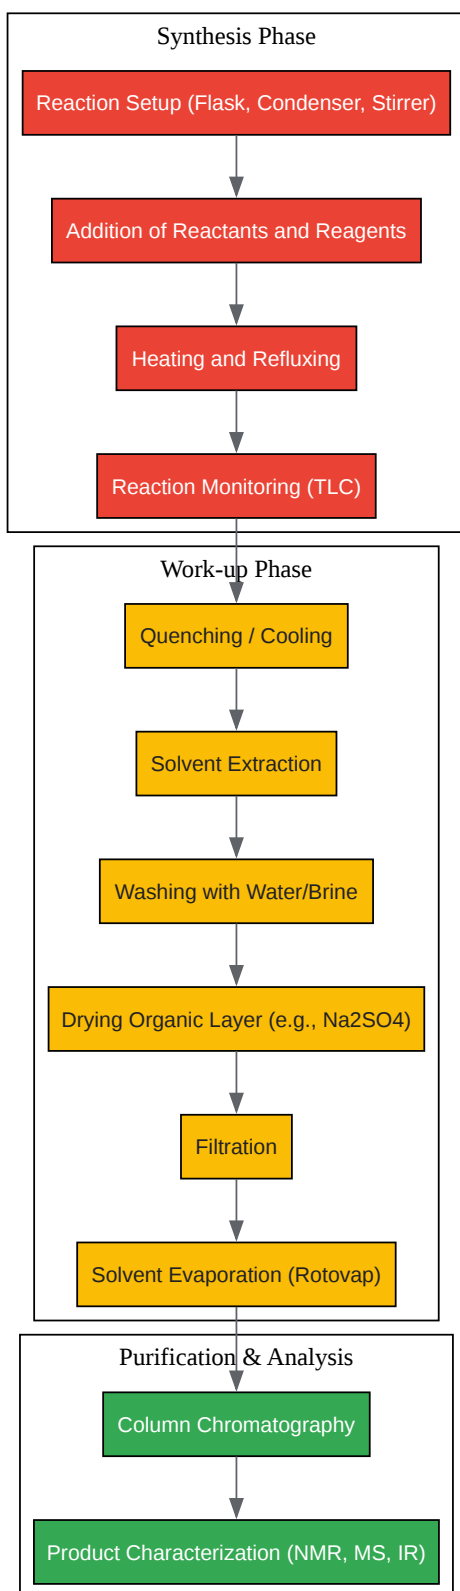 Synthesis Phase
Reaction Setup (Flask, Condenser, Stirrer)
Addition of Reactants and Reagents
Heating and Refluxing
Reaction Monitoring (TLC)
Work-up Phase
Quenching / Cooling
Solvent Extraction
Washing with Water/Brine
Drying Organic Layer (e.g., Na2SO4)
Filtration
Solvent Evaporation (Rotovap)
Purification & Analysis
Column Chromatography
Product Characterization (NMR, MS, IR)